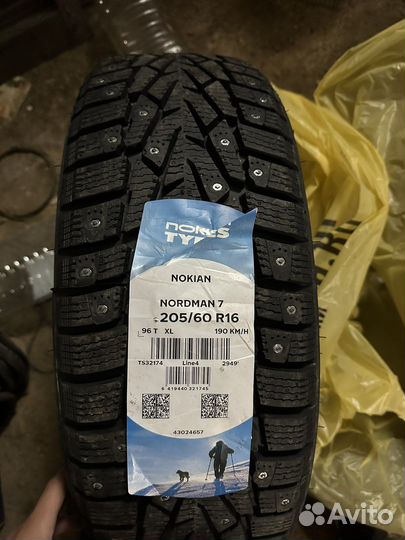 NOKIAN
TYRES
NOKIAN
NORDMAN 7
205/60 R16
96 T XL 190 KM/H
TS32174 Line4 2949'
6 419440 321745
43024657
Avito